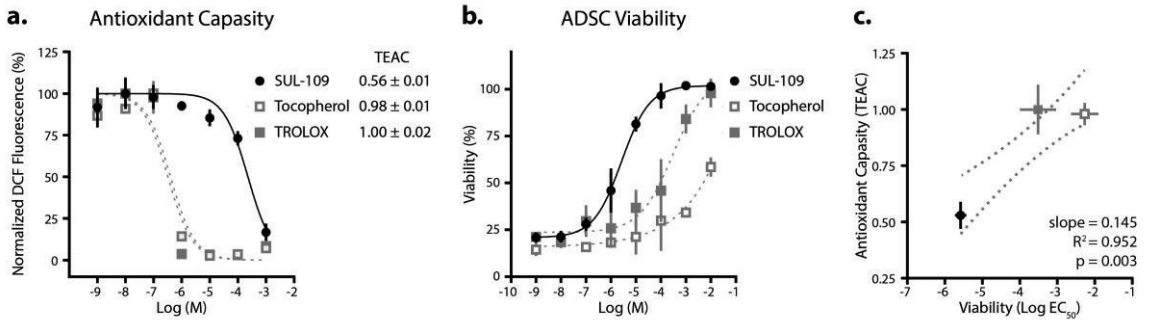 a. Antioxidant Capasity
Normalized DCF Fluorescence (%)
125
100
75
50
25
0
-9 -8 -7 -6 -5 -4 -3 -2
Log (M)
TEAC
SUL-109 0.56 ± 0.01
Tocopherol 0.98 ± 0.01
TROLOX 1.00 ± 0.02
b. ADSC Viability
Viability (%)
100
75
50
25
0
-10 -9 -8 -7 -6 -5 -4 -3 -2 -1
Log (M)
SUL-109
Tocopherol
TROLOX
c.
Antioxidant Capasity (TEAC)
1.25
1.00
0.75
0.50
0.25
-7 -6 -5 -4 -3 -2 -1
Viability (Log EC50)
slope = 0.145
R² = 0.952
p = 0.003